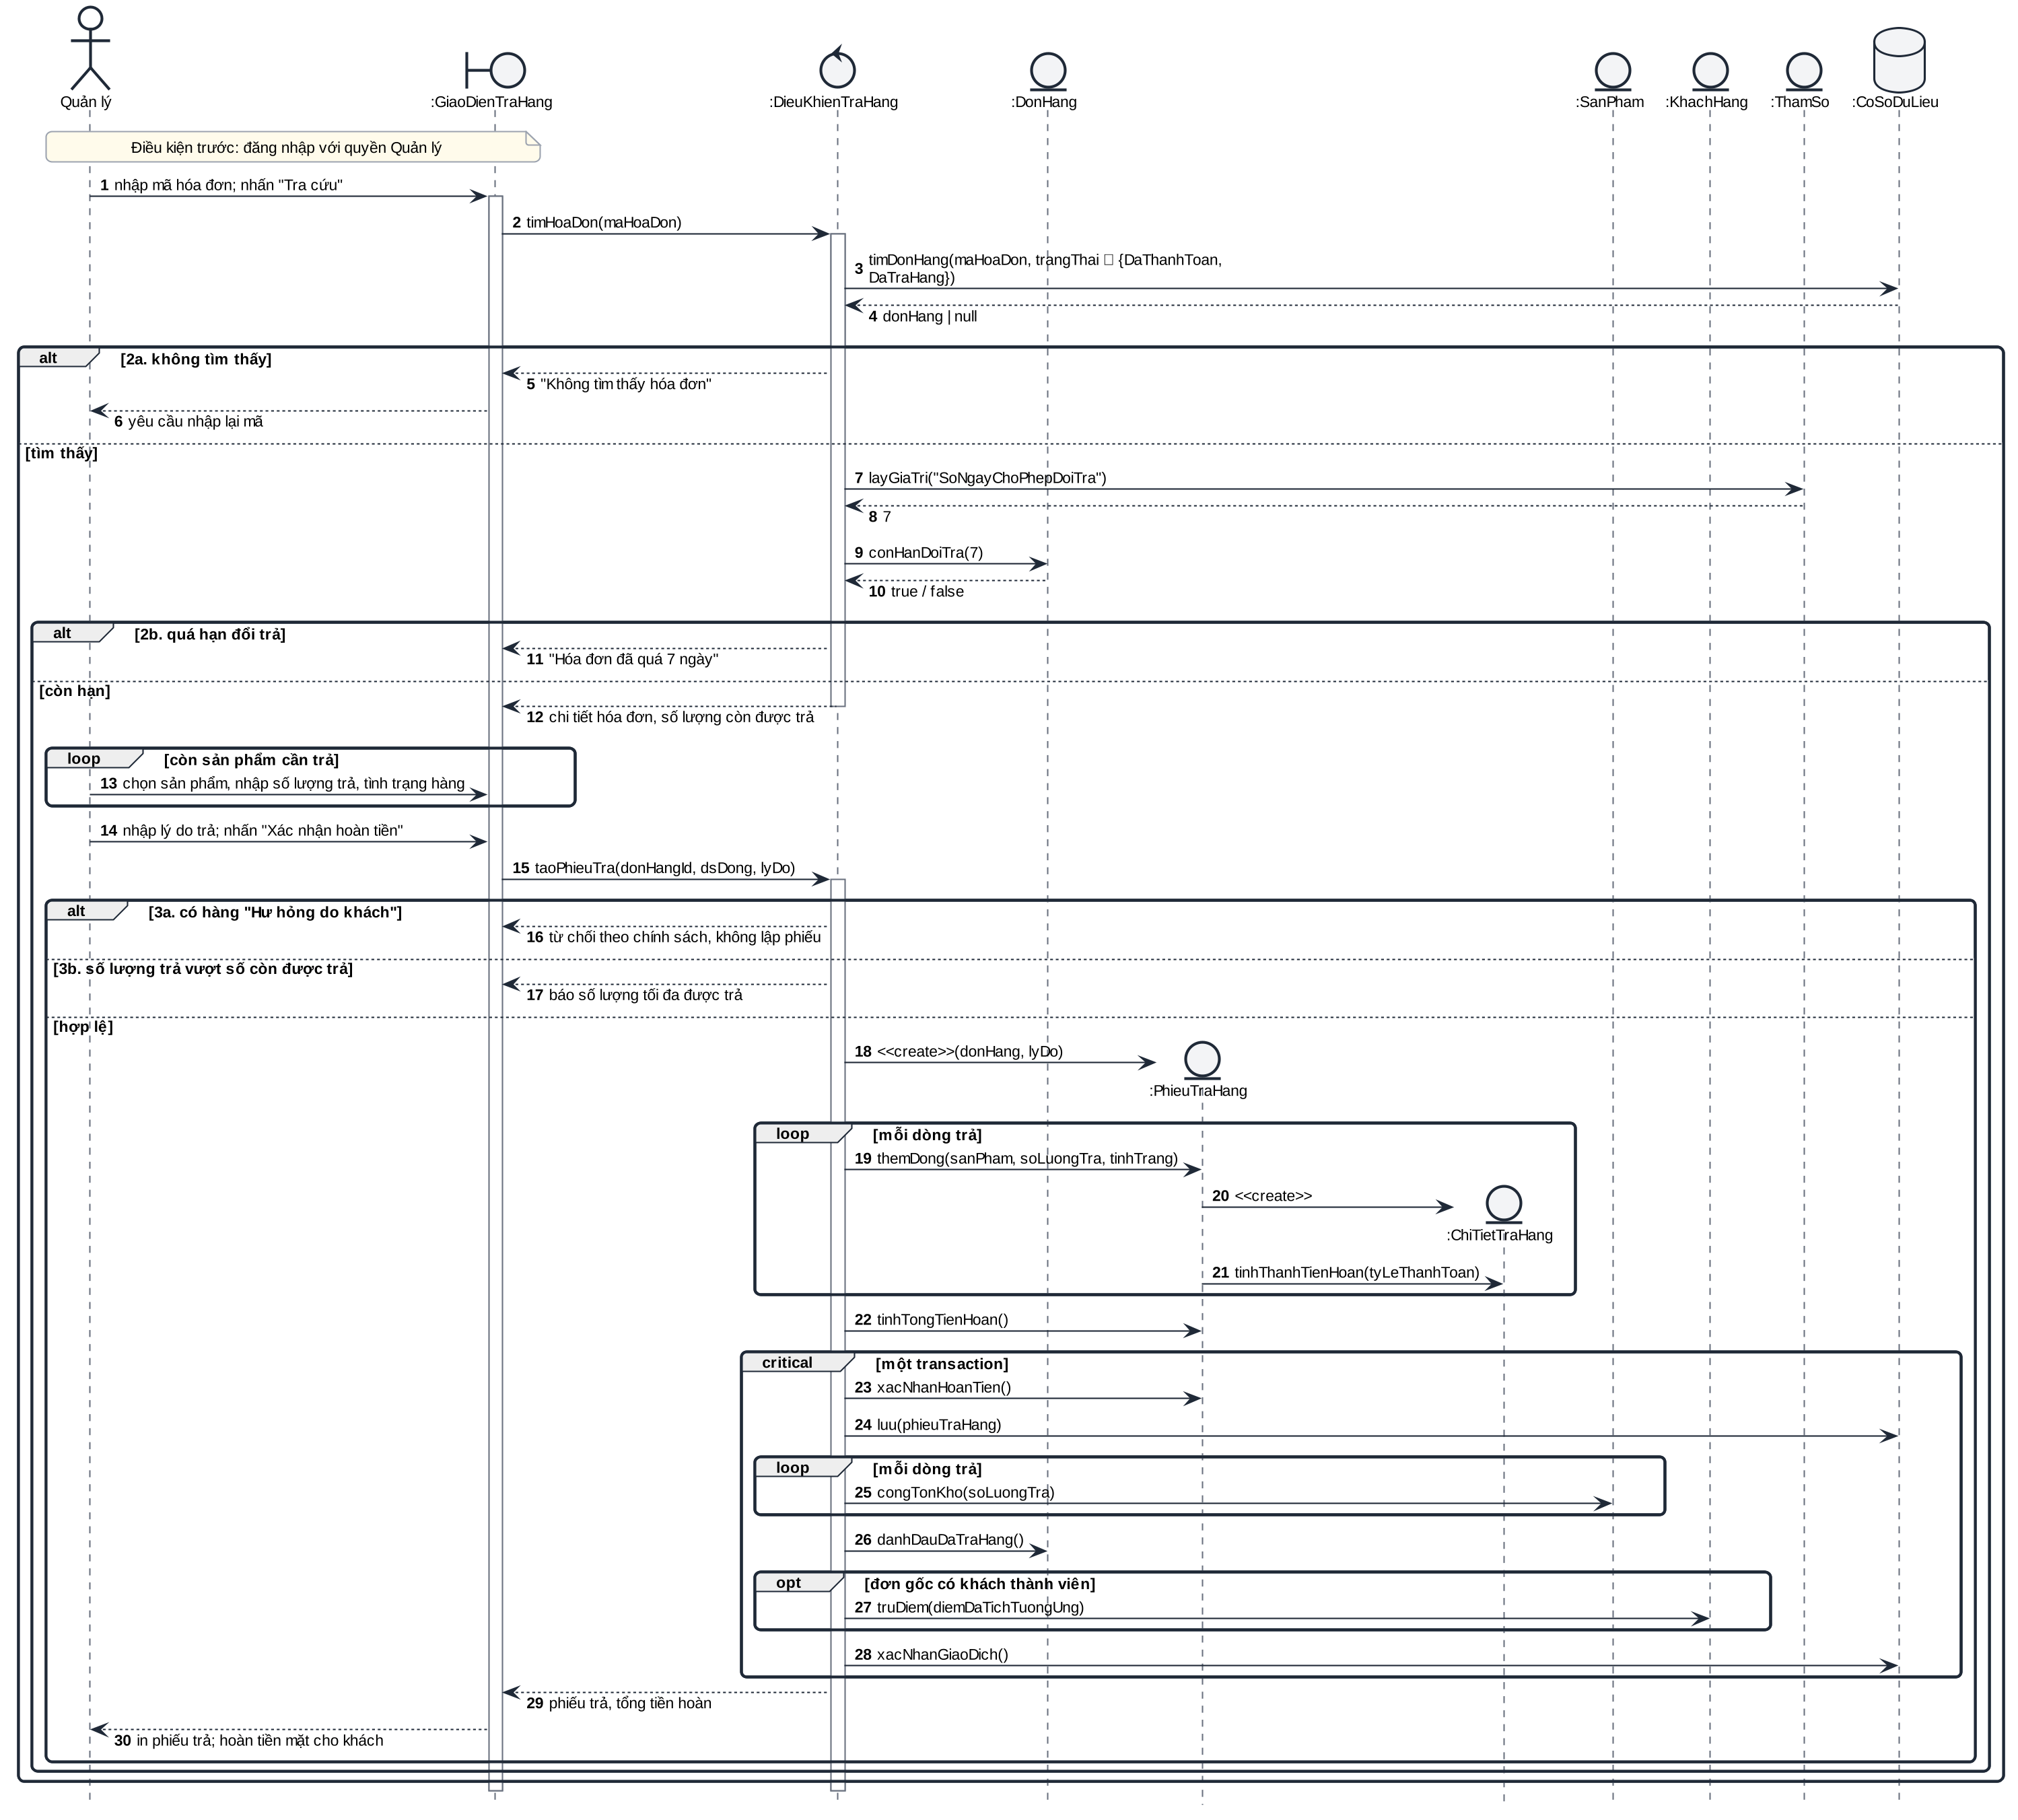 Quản lý
:GiaoDienTraHang
:DieuKhienTraHang
:DonHang
:SanPham
:KhachHang
:ThamSo
:CoSoDuLieu
Điều kiện trước: đăng nhập với quyền Quản lý
1 nhập mã hóa đơn; nhấn "Tra cứu"
2 timHoaDon(maHoaDon)
3 timDonHang(maHoaDon, trangThai {DaThanhToan,
DaTraHang})
4 donHang | null
alt [2a. không tìm thấy]
5 "Không tìm thấy hóa đơn"
6 yêu cầu nhập lại mã
[tìm thấy]
7 layGiaTri("SoNgayChoPhepDoiTra")
8 7
9 conHanDoiTra(7)
10 true / false
alt [2b. quá hạn đổi trả]
11 "Hóa đơn đã quá 7 ngày"
[còn hạn]
12 chi tiết hóa đơn, số lượng còn được trả
loop [còn sản phẩm cần trả]
13 chọn sản phẩm, nhập số lượng trả, tình trạng hàng
14 nhập lý do trả; nhấn "Xác nhận hoàn tiền"
15 taoPhieuTra(donHangId, dsDong, lyDo)
alt [3a. có hàng "Hư hỏng do khách"]
16 từ chối theo chính sách, không lập phiếu
[3b. số lượng trả vượt số còn được trả]
17 báo số lượng tối đa được trả
[hợp lệ]
18 <<create>>(donHang, lyDo)
:PhieuTraHang
loop [mỗi dòng trả]
19 themDong(sanPham, soLuongTra, tinhTrang)
20 <<create>>
:ChiTietTraHang
21 tinhThanhTienHoan(tyLeThanhToan)
22 tinhTongTienHoan()
critical [một transaction]
23 xacNhanHoanTien()
24 luu(phieuTraHang)
loop [mỗi dòng trả]
25 congTonKho(soLuongTra)
26 danhDauDaTraHang()
opt [đơn gốc có khách thành viên]
27 truDiem(diemDaTichTuongUng)
28 xacNhanGiaoDich()
29 phiếu trả, tổng tiền hoàn
30 in phiếu trả; hoàn tiền mặt cho khách